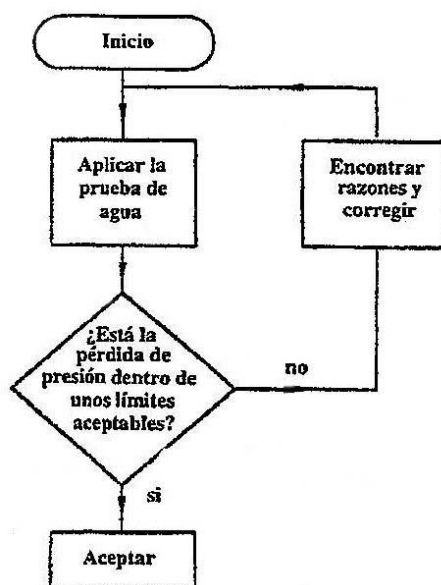 Inicio
Aplicar la
prueba de
agua
Encontrar
razones y
corregir
¿Está la
pérdida de
presión dentro de
unos límites
aceptables?
no
si
Aceptar